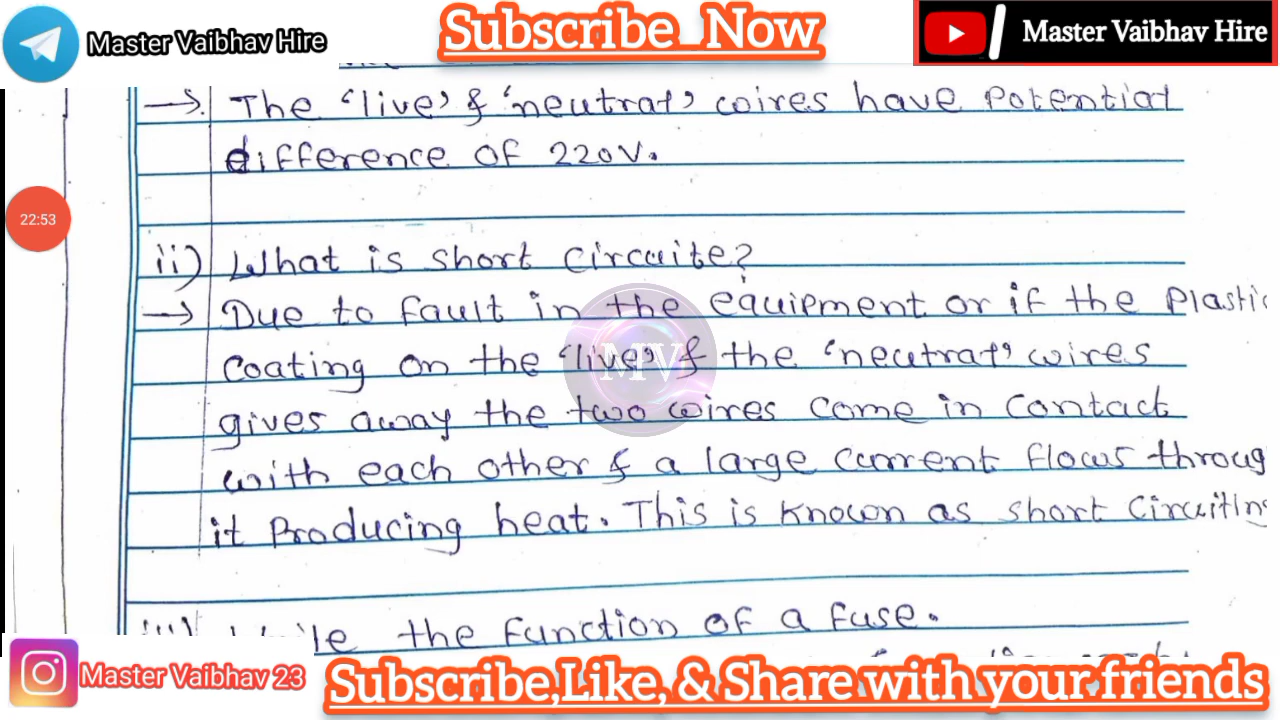 Master Vaibhav Hire
Subscribe Now
Master Vaibhav Hire
→ The 'live' & 'neutral' wires have potential
difference of 220V.
22:53
ii) What is short circuite?
→ Due to fault in the equipment or if the plastic
coating on the 'live' & the 'neutral' wires
MV
gives away the two wires come in contact
with each other & a large current flows throug
it producing heat. This is known as short circuiting
the function of a fuse.
Master Vaibhav 23
Subscribe,Like, & Share with your friends